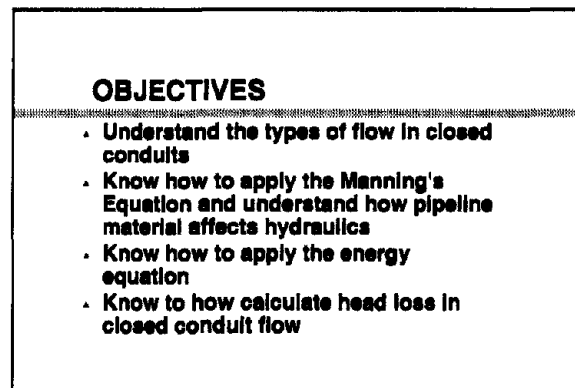 OBJECTIVES
▴ Understand the types of flow in closed
conduits
▴ Know how to apply the Manning's
Equation and understand how pipeline
material affects hydraulics
▴ Know how to apply the energy
equation
▴ Know to how calculate head loss in
closed conduit flow